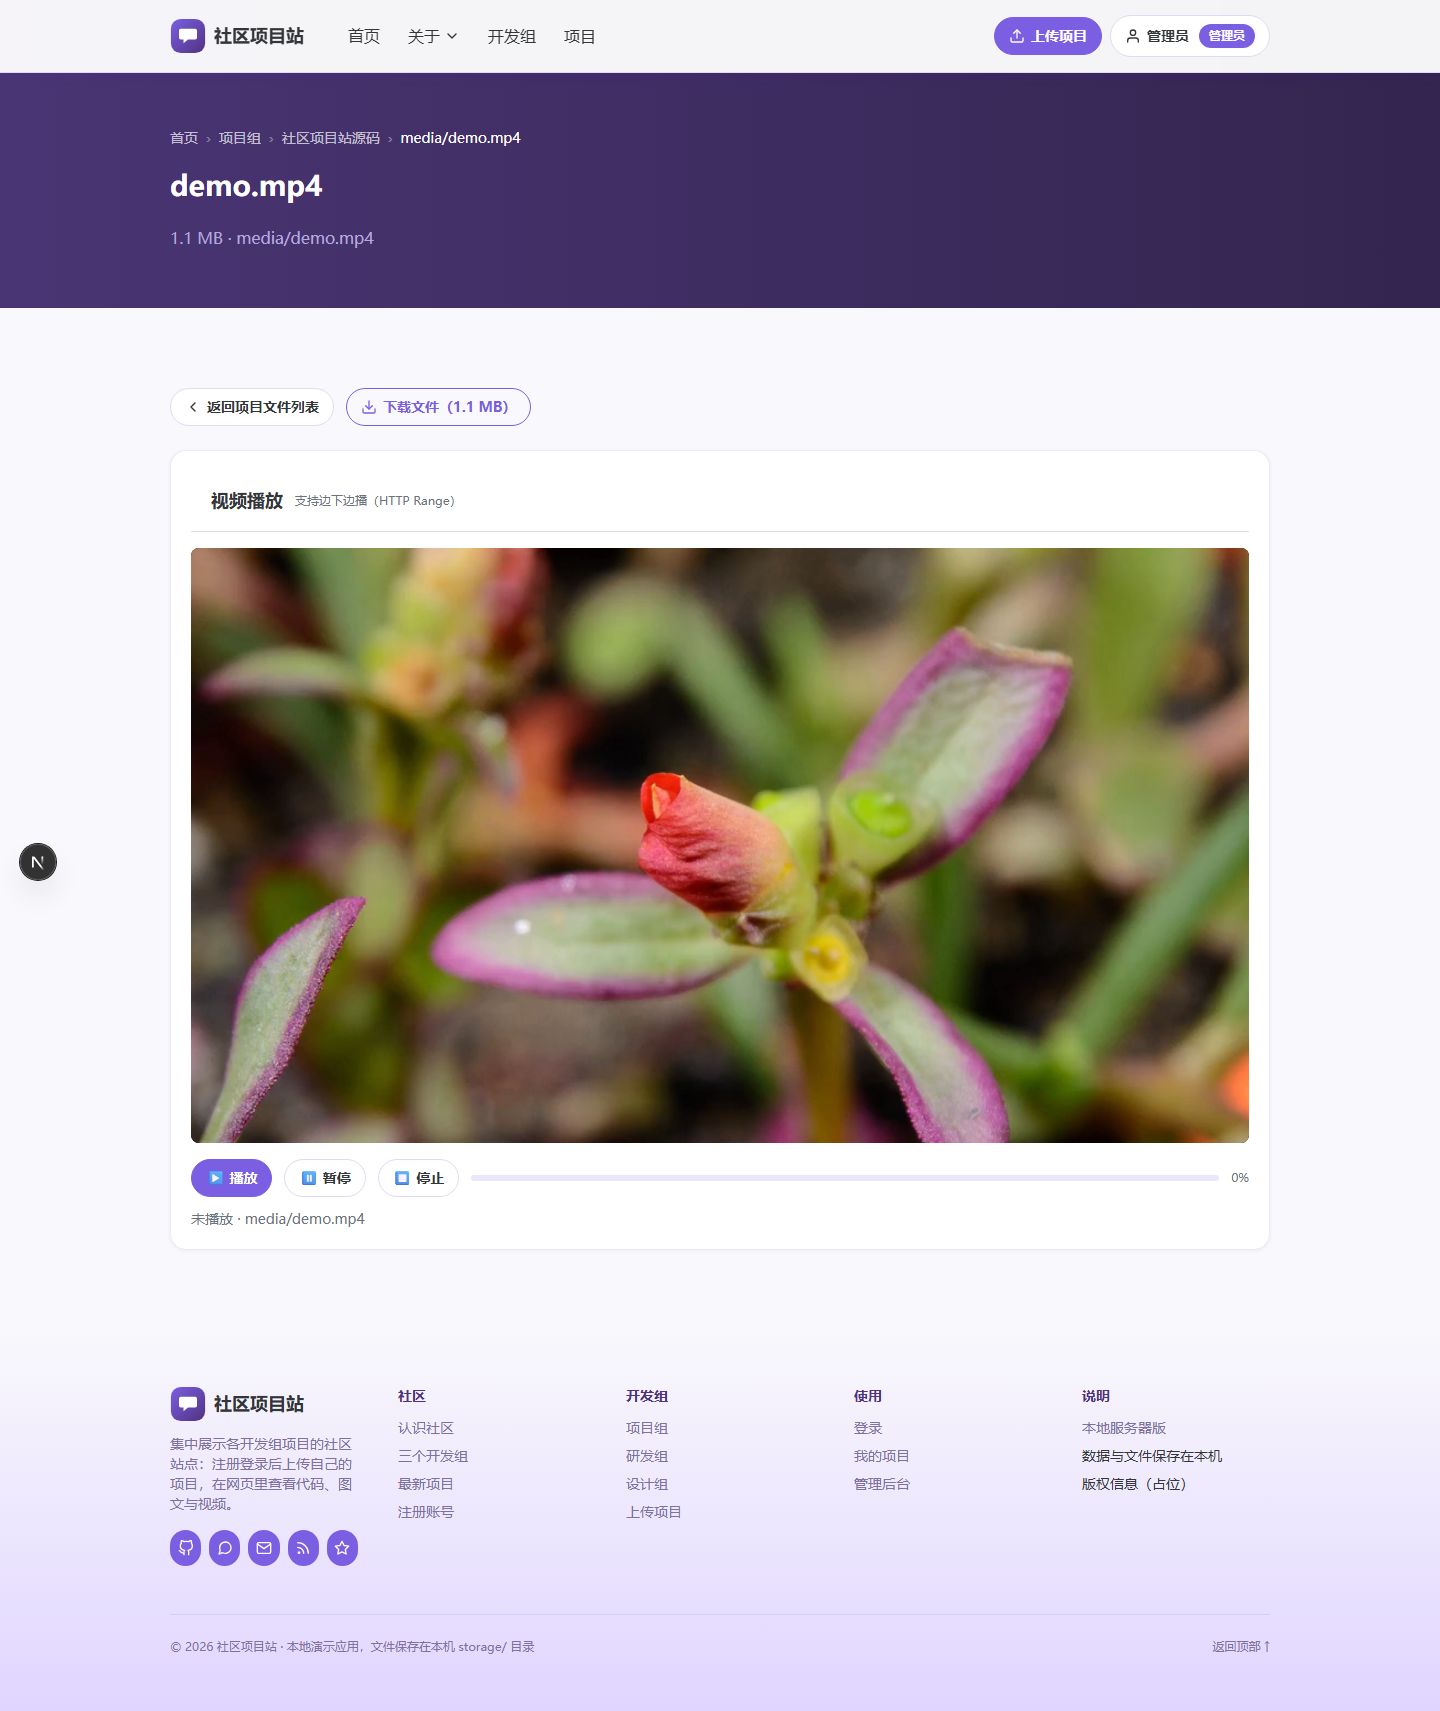 社区项目站
首页
关于
开发组
项目
上传项目
管理员
管理员
首页 › 项目组 › 社区项目站源码 › media/demo.mp4
demo.mp4
1.1 MB · media/demo.mp4
返回项目文件列表
下载文件（1.1 MB）
视频播放 支持边下边播（HTTP Range）
N
播放
暂停
停止
0%
未播放 · media/demo.mp4
社区项目站
集中展示各开发组项目的社区
站点：注册登录后上传自己的
项目，在网页里查看代码、图
文与视频。
社区
认识社区
三个开发组
最新项目
注册账号
开发组
项目组
研发组
设计组
上传项目
使用
登录
我的项目
管理后台
说明
本地服务器版
数据与文件保存在本机
版权信息（占位）
© 2026 社区项目站 · 本地演示应用，文件保存在本机 storage/ 目录
返回顶部 ↑